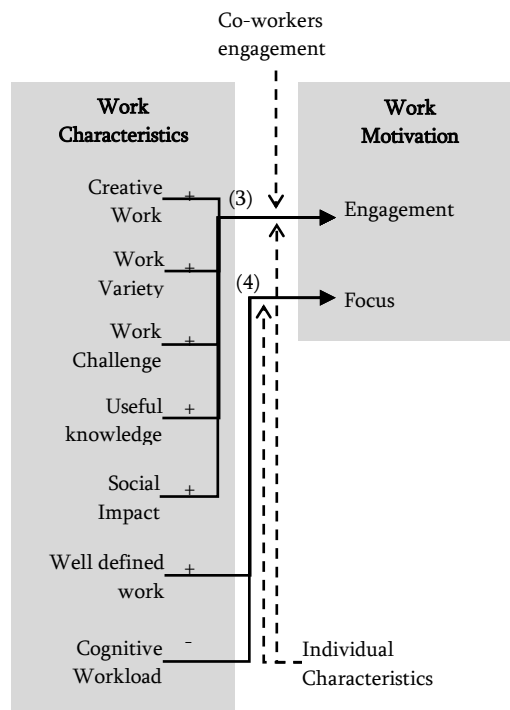 Co-workers
engagement
Work
Characteristics
Work
Motivation
Creative
Work
+
(3)
Engagement
Work
Variety
+
(4)
Focus
Work
Challenge
+
Useful
knowledge
+
Social
Impact
+
Well defined
work
+
Cognitive
Workload
-
Individual
Characteristics